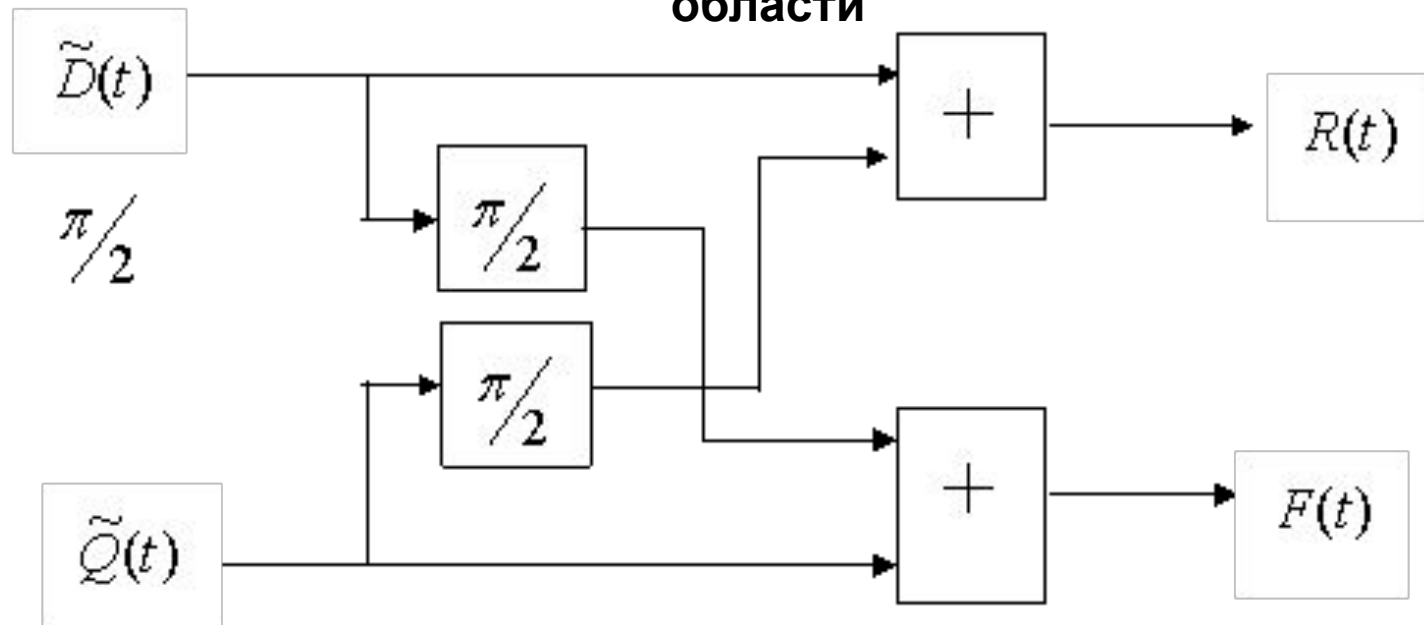 области
D̃(t)
+
R(t)
π/2
π/2
π/2
+
F(t)
Q̃(t)